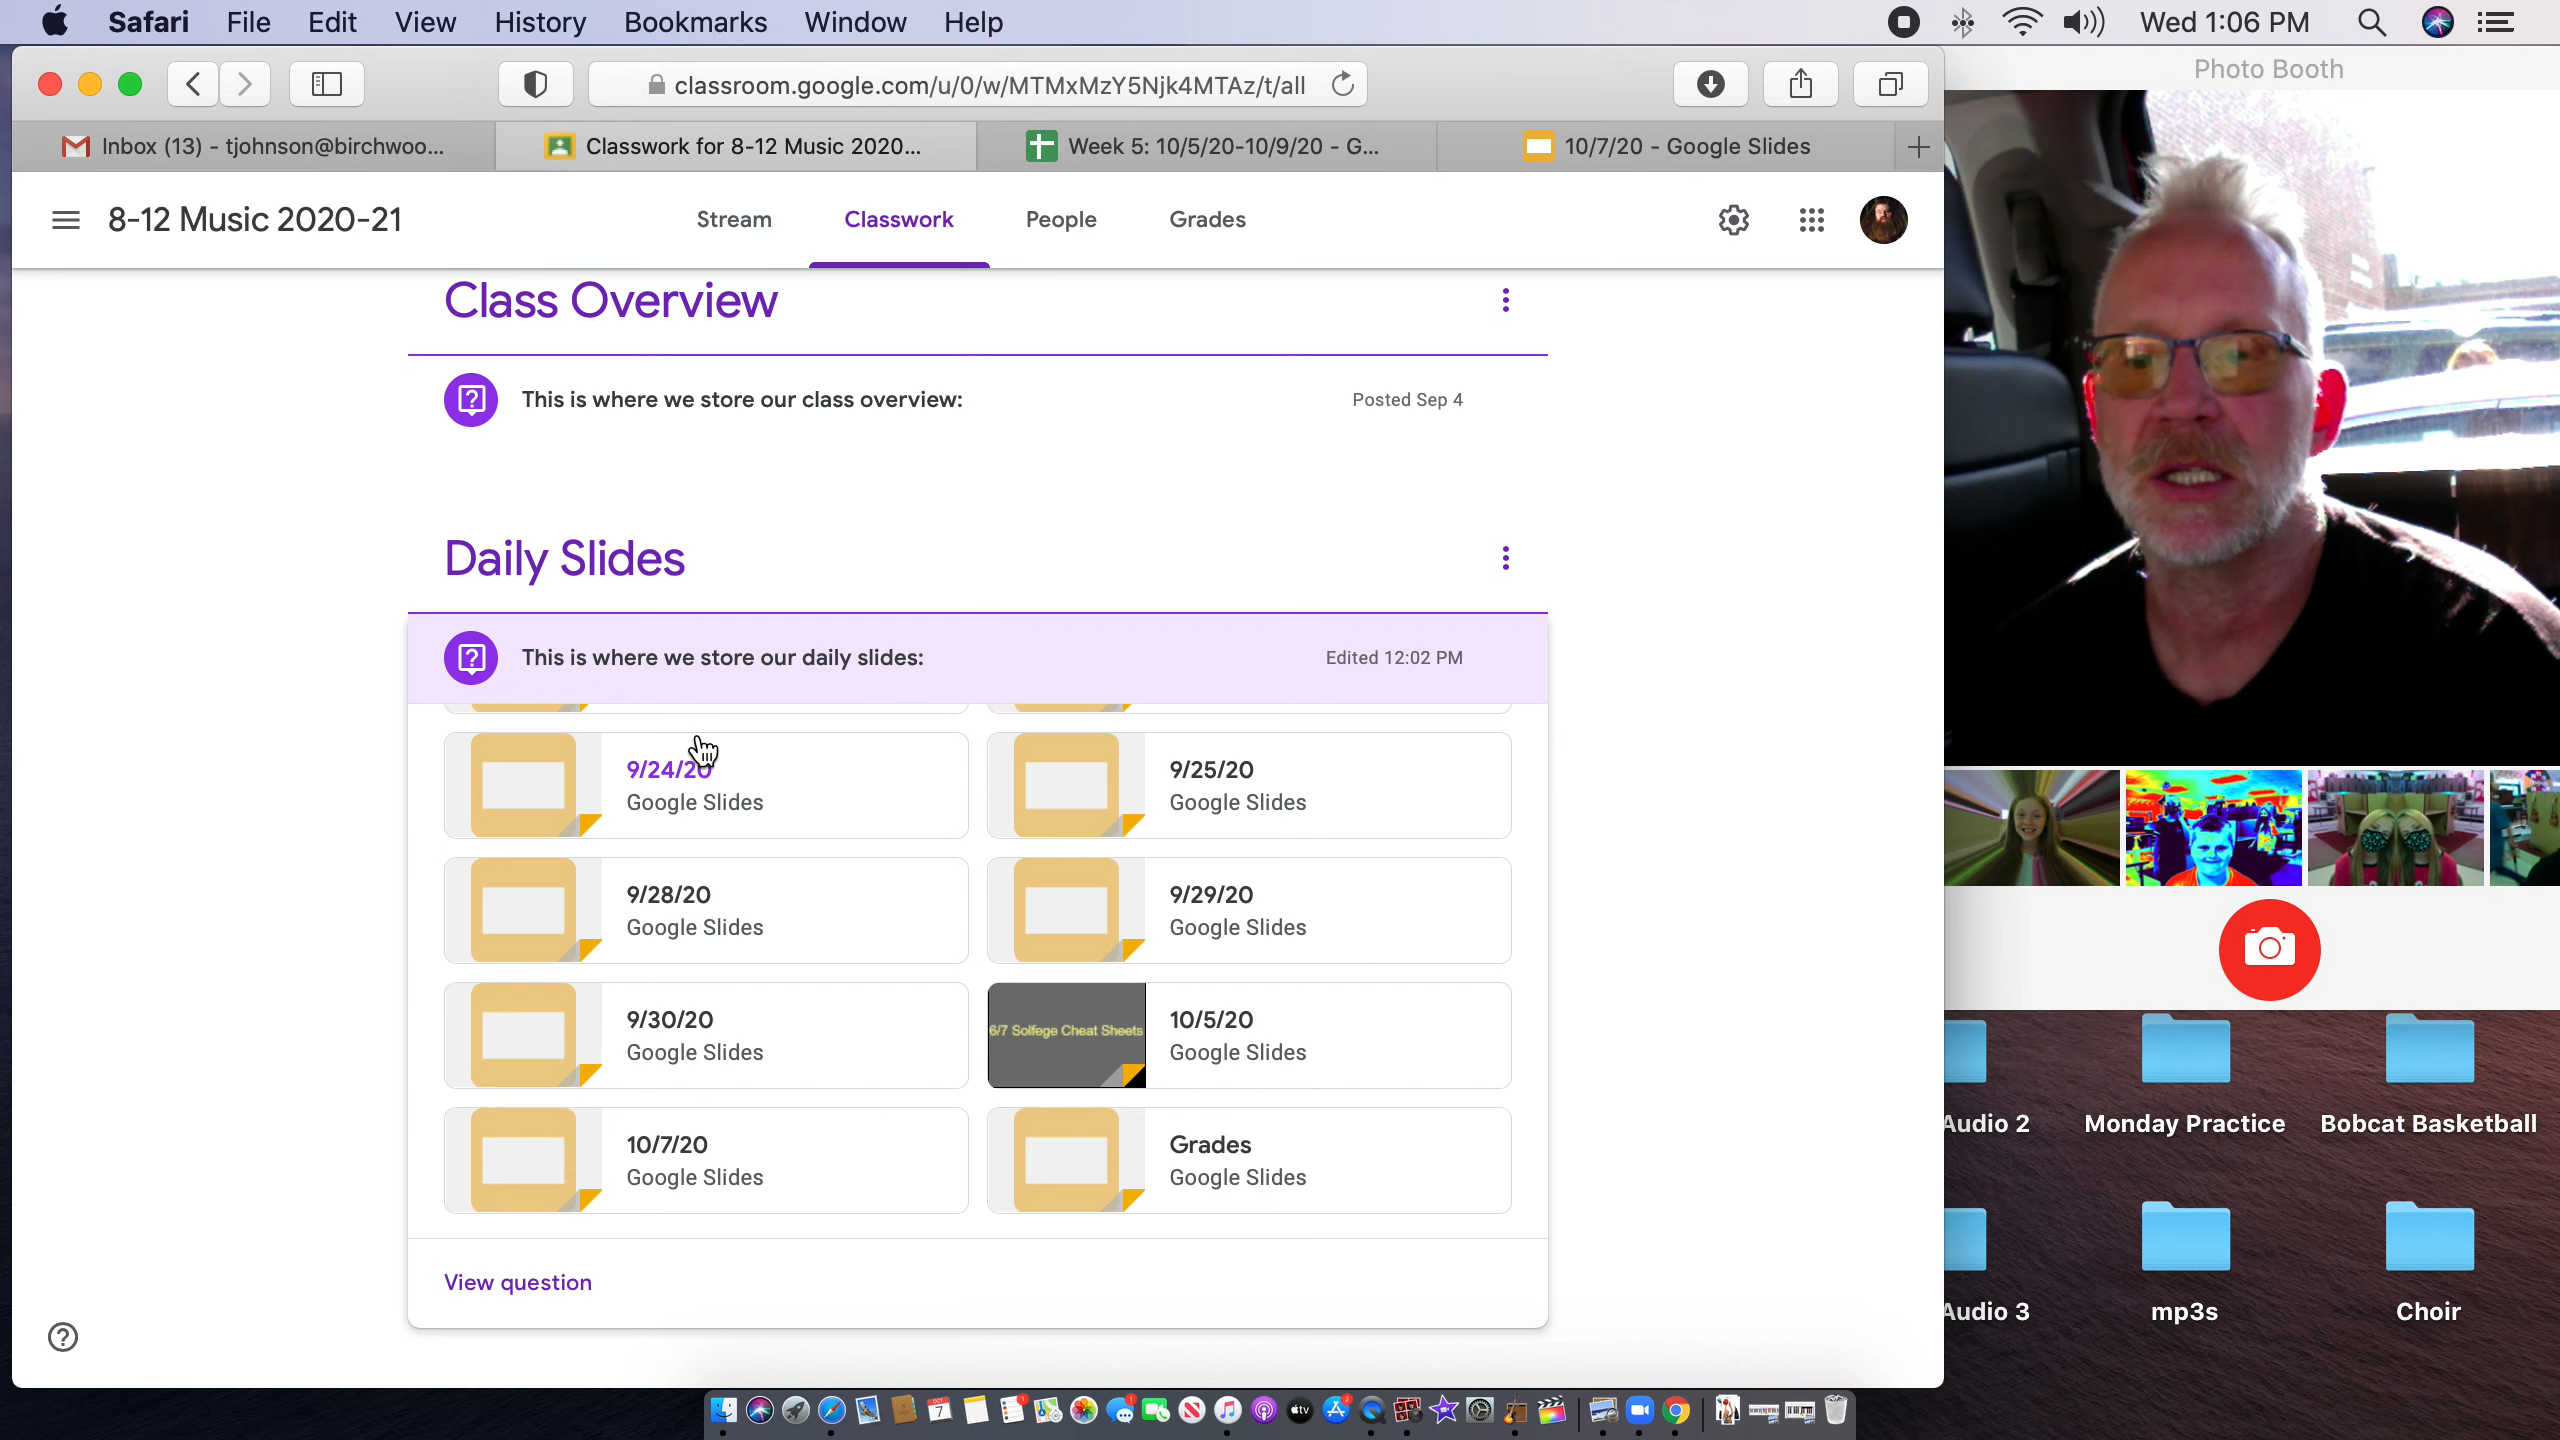 Safari File Edit View History Bookmarks Window Help Wed 1:06 PM
Photo Booth
classroom.google.com/u/0/w/MTMxMzY5Njk4MTAz/t/all
Inbox (13) - tjohnson@birchwoo...
Classwork for 8-12 Music 2020...
Week 5: 10/5/20-10/9/20 - G...
10/7/20 - Google Slides
8-12 Music 2020-21
Stream Classwork People Grades
Class Overview
This is where we store our class overview: Posted Sep 4
Daily Slides
This is where we store our daily slides: Edited 12:02 PM
9/24/20
Google Slides
9/25/20
Google Slides
9/28/20
Google Slides
9/29/20
Google Slides
9/30/20
Google Slides
6/7 Solfege Cheat Sheets
10/5/20
Google Slides
10/7/20
Google Slides
Grades
Google Slides
View question
Audio 2 Monday Practice Bobcat Basketball
Audio 3 mp3s Choir